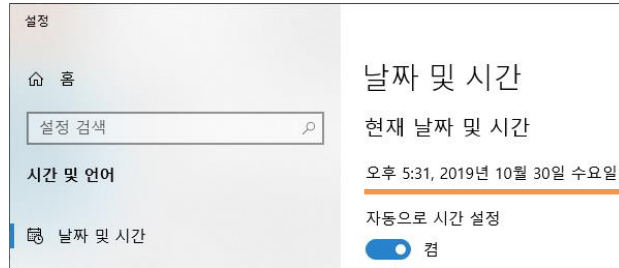 설정
홈
설정 검색
시간 및 언어
날짜 및 시간
날짜 및 시간
현재 날짜 및 시간
오후 5:31, 2019년 10월 30일 수요일
자동으로 시간 설정
켬